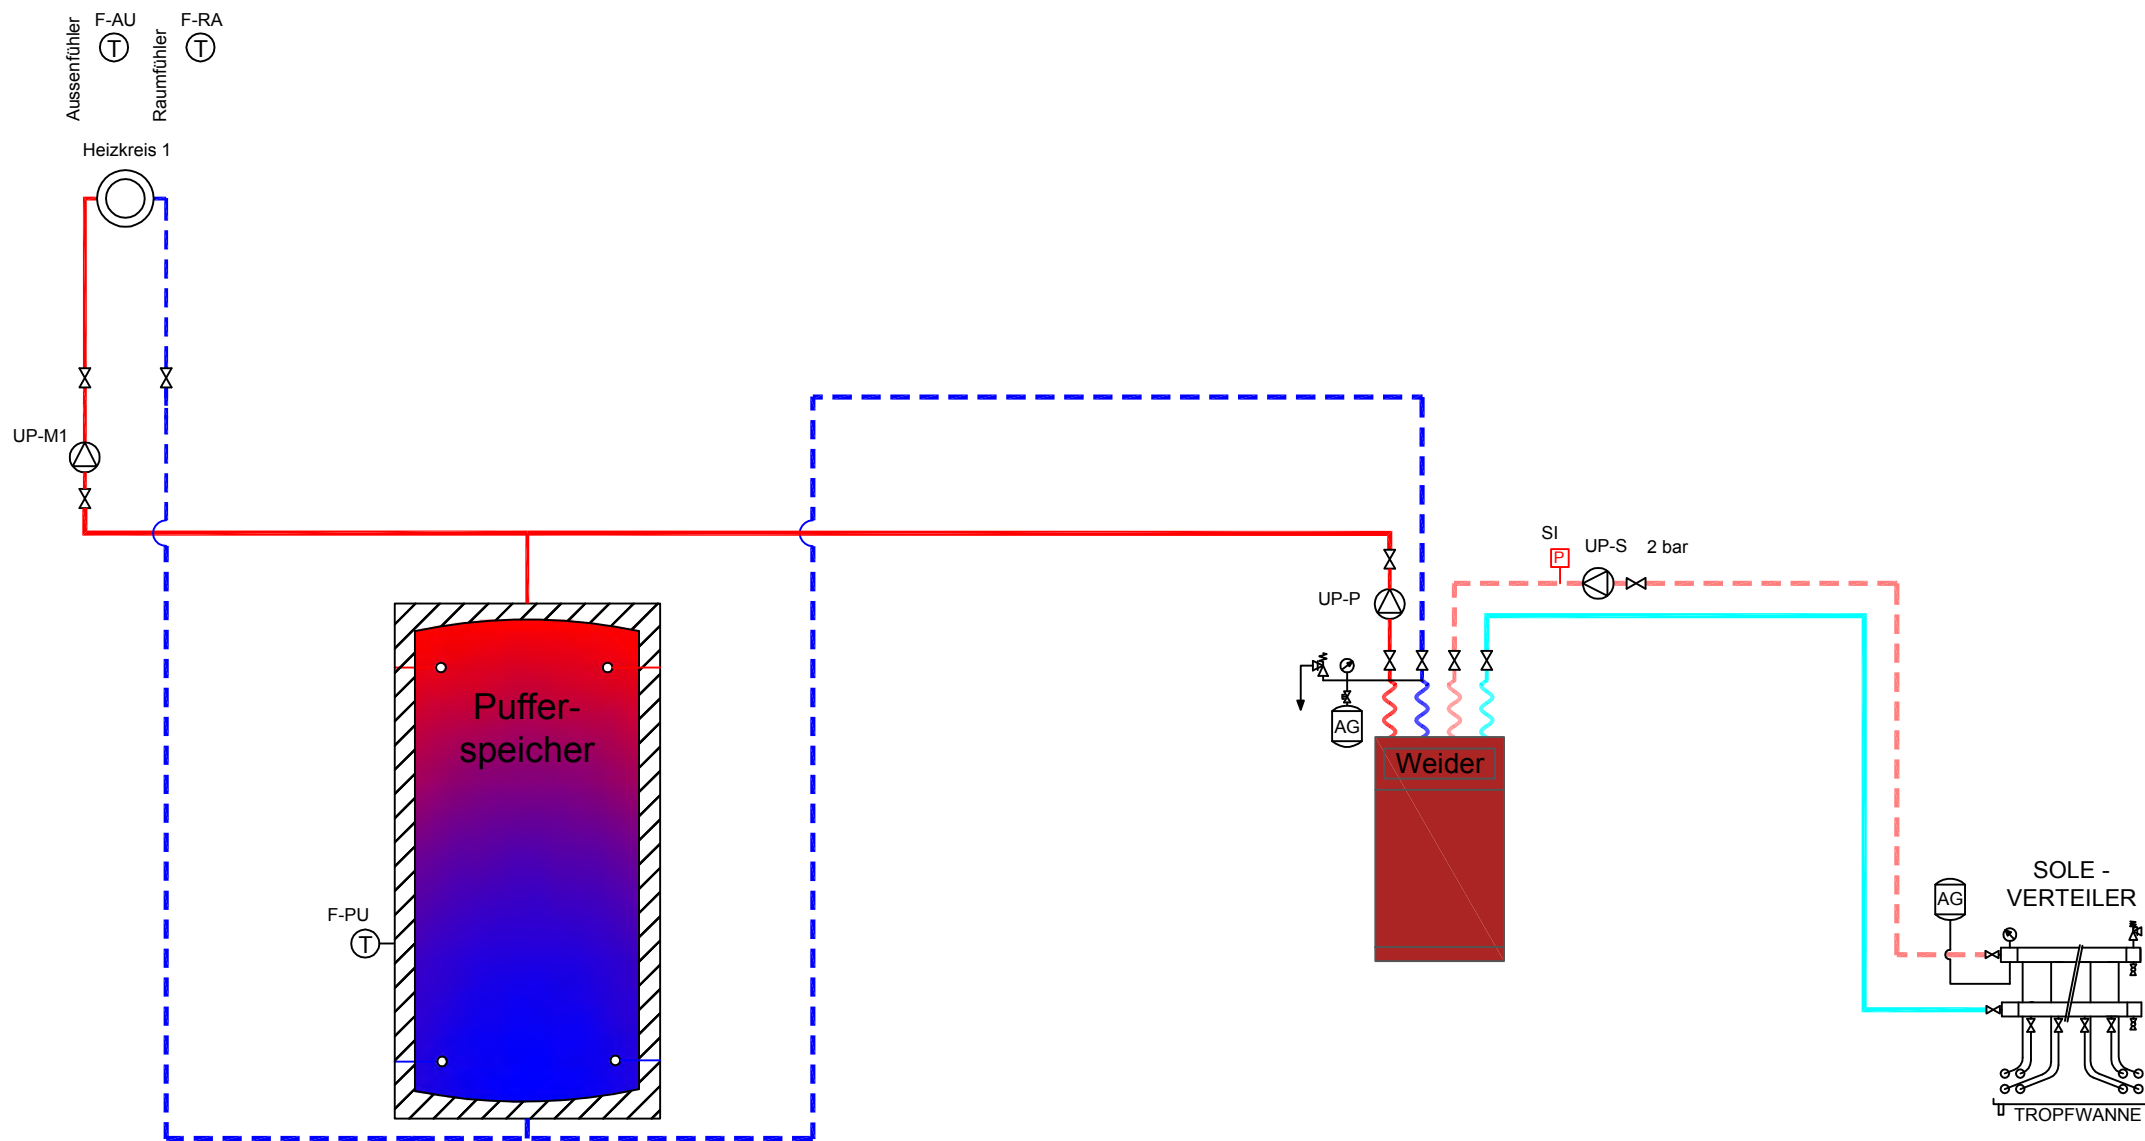 F-AU
F-RA
Aussenfühler
T
Raumfühler
T
Heizkreis 1
UP-M1
SI
P
UP-S
2 bar
UP-P
Puffer-
speicher
AG
Weider
F-PU
T
AG
SOLE -
VERTEILER
TROPFWANNE